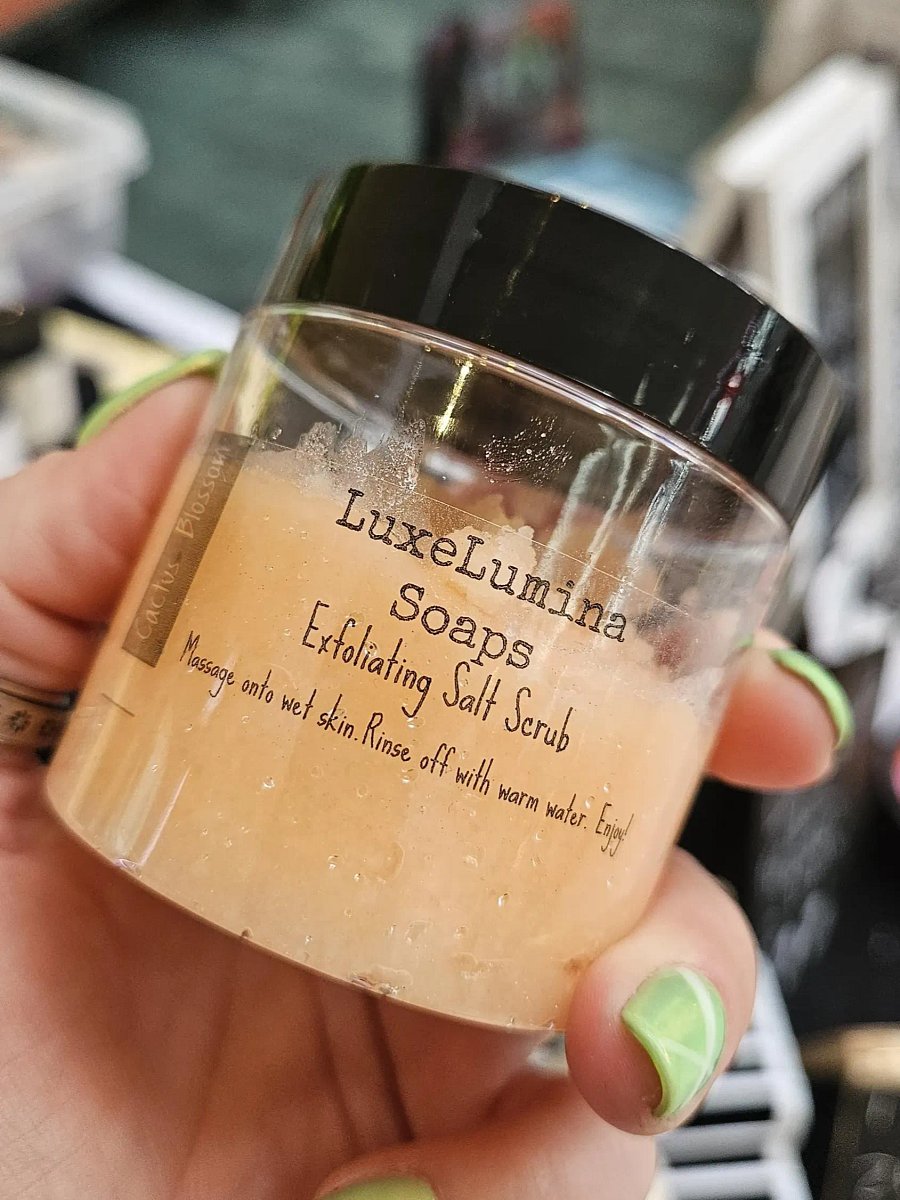 LuxeLumina
Soaps
Exfoliating Salt Scrub
Massage onto wet skin. Rinse off with warm water. Enjoy!
Cactus Blossom